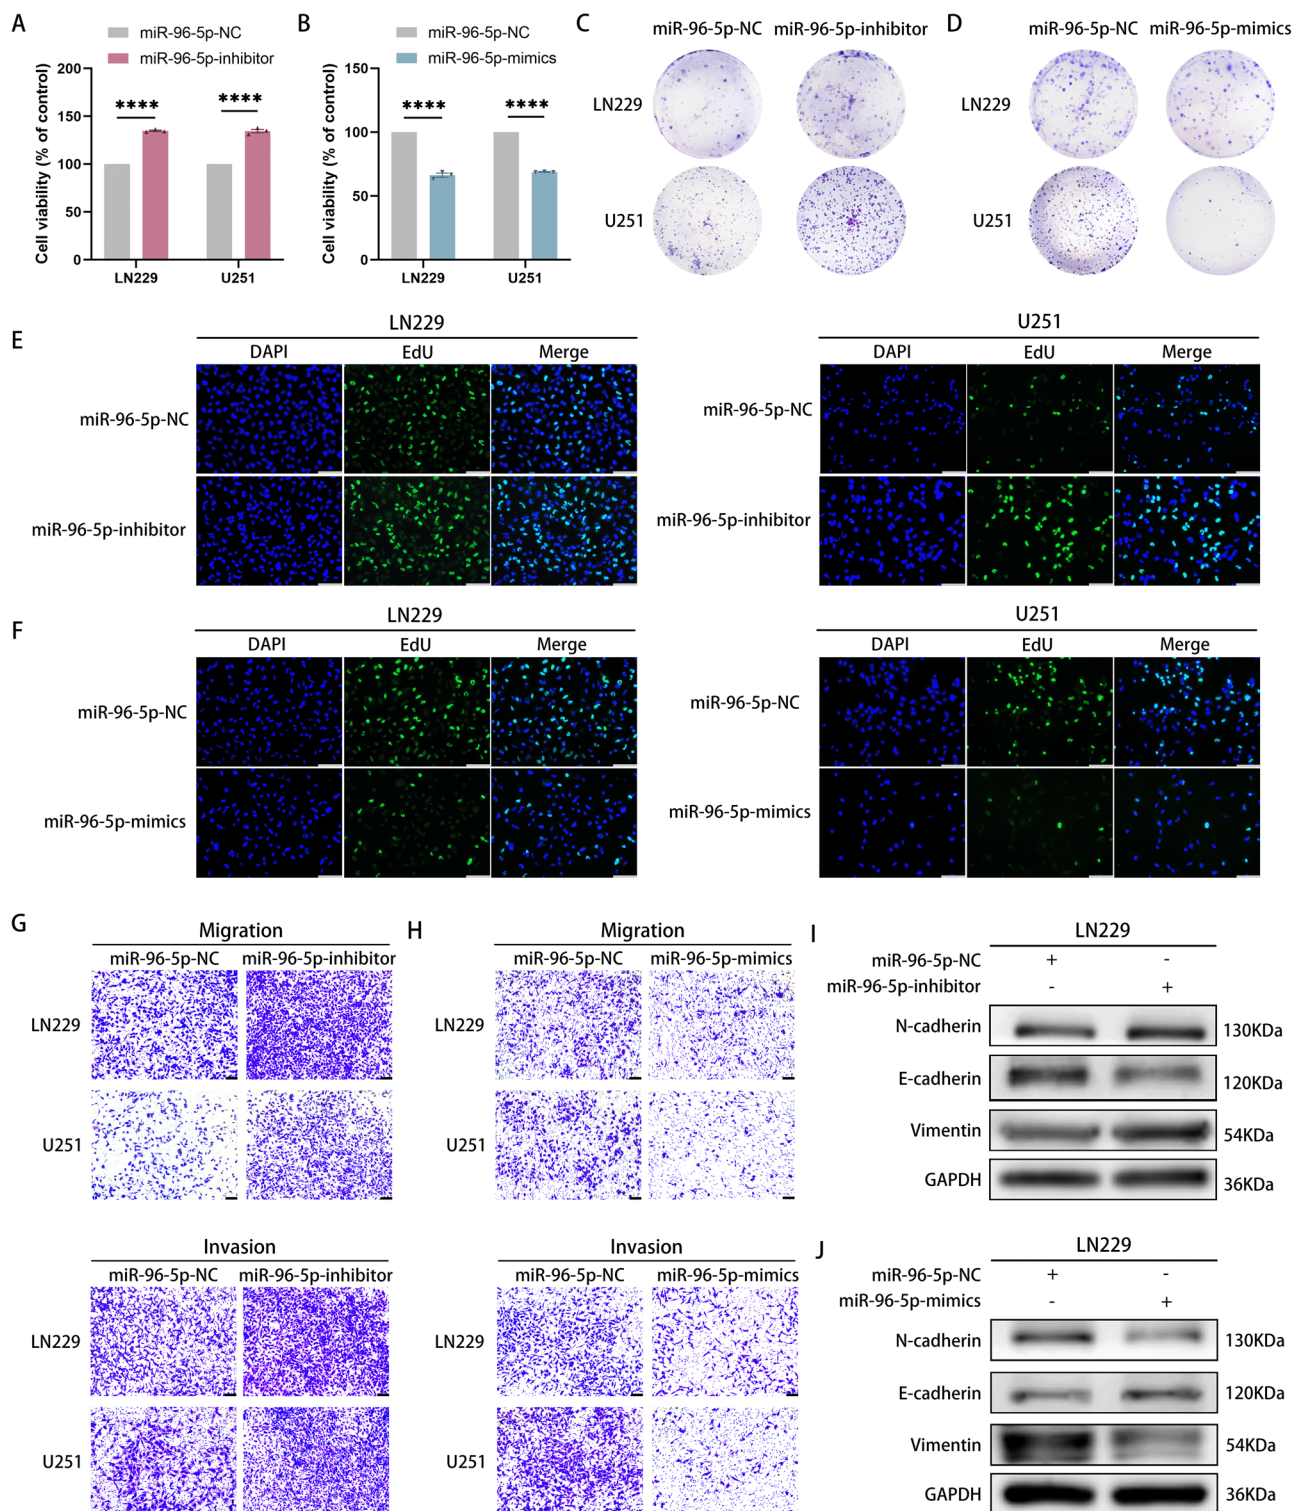 A
miR-96-5p-NC
miR-96-5p-inhibitor
Cell viability (% of control)
200
150
100
50
0
****
****
LN229
U251
B
miR-96-5p-NC
miR-96-5p-mimics
Cell viability (% of control)
150
100
50
0
****
****
LN229
U251
C
miR-96-5p-NC miR-96-5p-inhibitor
LN229
U251
D
miR-96-5p-NC miR-96-5p-mimics
LN229
U251
E
LN229
DAPI EdU Merge
miR-96-5p-NC
miR-96-5p-inhibitor
U251
DAPI EdU Merge
miR-96-5p-NC
miR-96-5p-inhibitor
F
LN229
DAPI EdU Merge
miR-96-5p-NC
miR-96-5p-mimics
U251
DAPI EdU Merge
miR-96-5p-NC
miR-96-5p-mimics
G
Migration
miR-96-5p-NC miR-96-5p-inhibitor
LN229
U251
Invasion
miR-96-5p-NC miR-96-5p-inhibitor
LN229
U251
H
Migration
miR-96-5p-NC miR-96-5p-mimics
LN229
U251
Invasion
miR-96-5p-NC miR-96-5p-mimics
LN229
U251
I
LN229
miR-96-5p-NC + -
miR-96-5p-inhibitor - +
N-cadherin 130KDa
E-cadherin 120KDa
Vimentin 54KDa
GAPDH 36KDa
J
LN229
miR-96-5p-NC + -
miR-96-5p-mimics - +
N-cadherin 130KDa
E-cadherin 120KDa
Vimentin 54KDa
GAPDH 36KDa